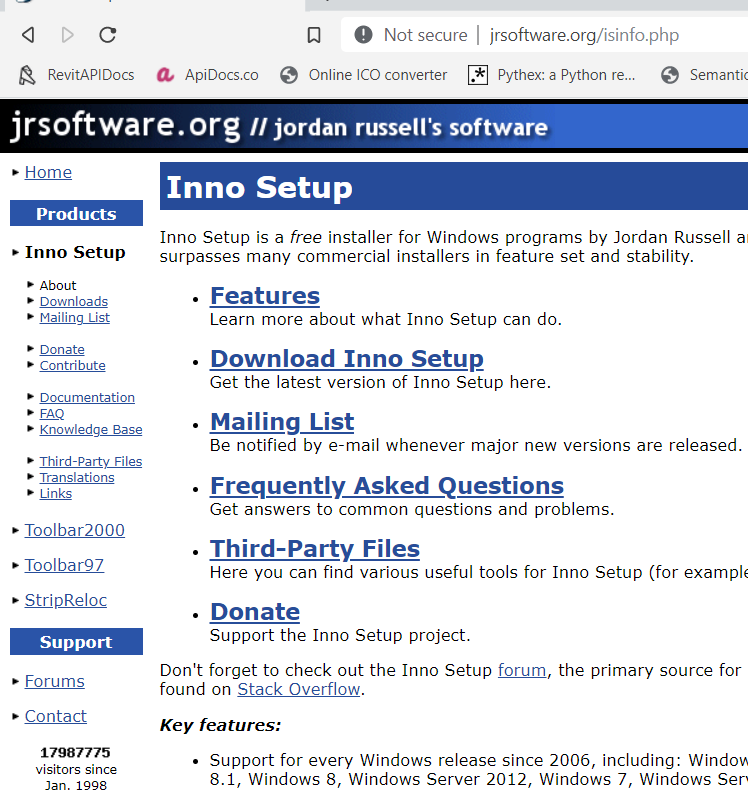 Not secure | jrsoftware.org/isinfo.php
RevitAPIDocs ApiDocs.co Online ICO converter Pythex: a Python re... Semantic
jrsoftware.org // jordan russell's software
Home
Products
Inno Setup
About
Downloads
Mailing List
Donate
Contribute
Documentation
FAQ
Knowledge Base
Third-Party Files
Translations
Links
Toolbar2000
Toolbar97
StripReloc
Support
Forums
Contact
17987775
visitors since
Jan. 1998
Inno Setup
Inno Setup is a free installer for Windows programs by Jordan Russell a
surpasses many commercial installers in feature set and stability.
Features
Learn more about what Inno Setup can do.
Download Inno Setup
Get the latest version of Inno Setup here.
Mailing List
Be notified by e-mail whenever major new versions are released.
Frequently Asked Questions
Get answers to common questions and problems.
Third-Party Files
Here you can find various useful tools for Inno Setup (for example
Donate
Support the Inno Setup project.
Don't forget to check out the Inno Setup forum, the primary source for
found on Stack Overflow.
Key features:
Support for every Windows release since 2006, including: Window
8.1, Windows 8, Windows Server 2012, Windows 7, Windows Serv